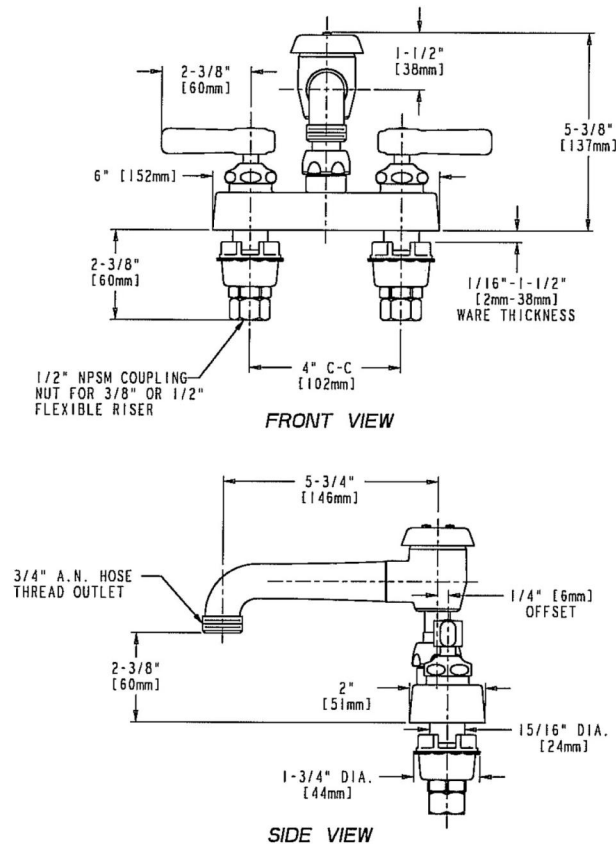 1-1/2"
[38mm]
2-3/8"
[60mm]
5-3/8"
[137mm]
6" [152mm]
2-3/8"
[60mm]
1/16"-1-1/2"
[2mm-38mm]
WARE THICKNESS
4" C-C
[102mm]
1/2" NPSM COUPLING
NUT FOR 3/8" OR 1/2"
FLEXIBLE RISER
FRONT VIEW
5-3/4"
[146mm]
3/4" A.N. HOSE
THREAD OUTLET
1/4" [6mm]
OFFSET
2-3/8"
[60mm]
2"
[51mm]
15/16" DIA.
[24mm]
1-3/4" DIA.
[44mm]
SIDE VIEW